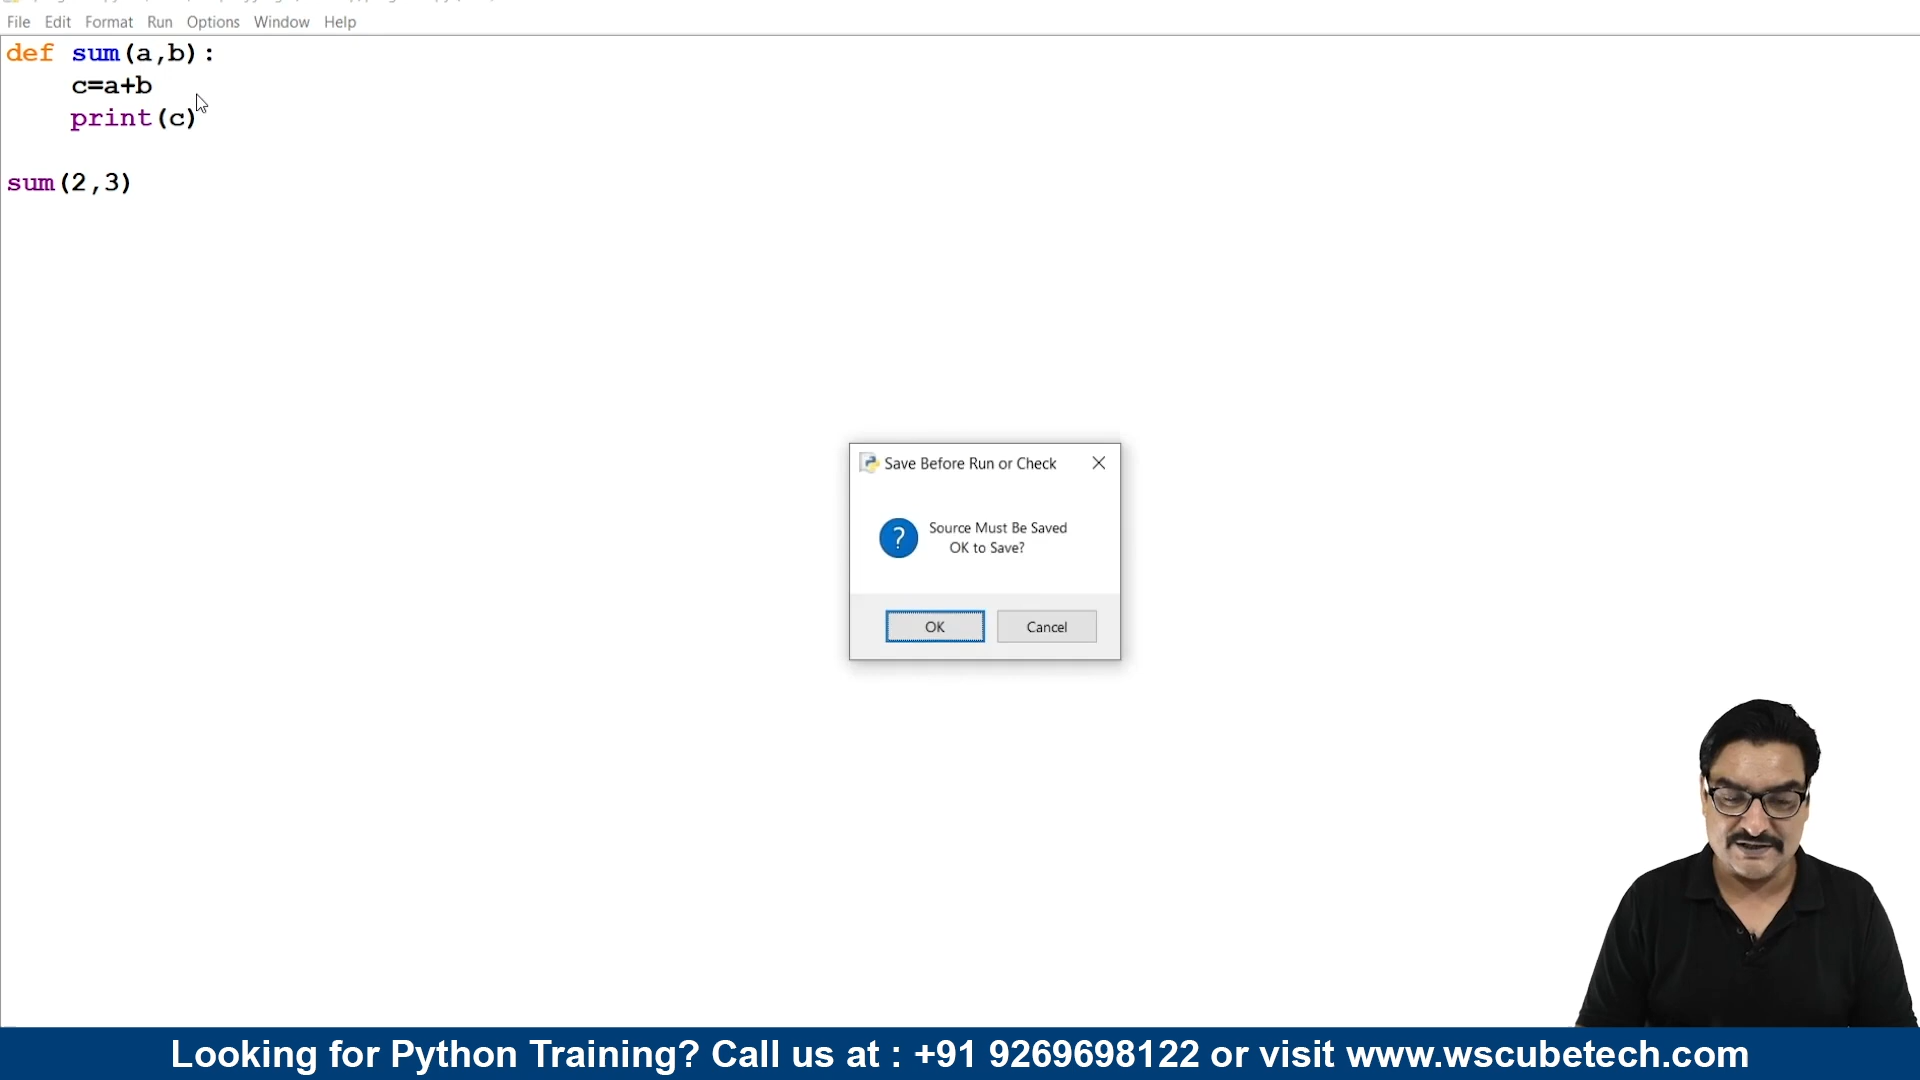 File Edit Format Run Options Window Help
def sum(a,b):
c=a+b
print(c)
sum(2,3)
Save Before Run or Check
?
Source Must Be Saved
OK to Save?
OK Cancel
Looking for Python Training? Call us at : +91 9269698122 or visit www.wscubetech.com